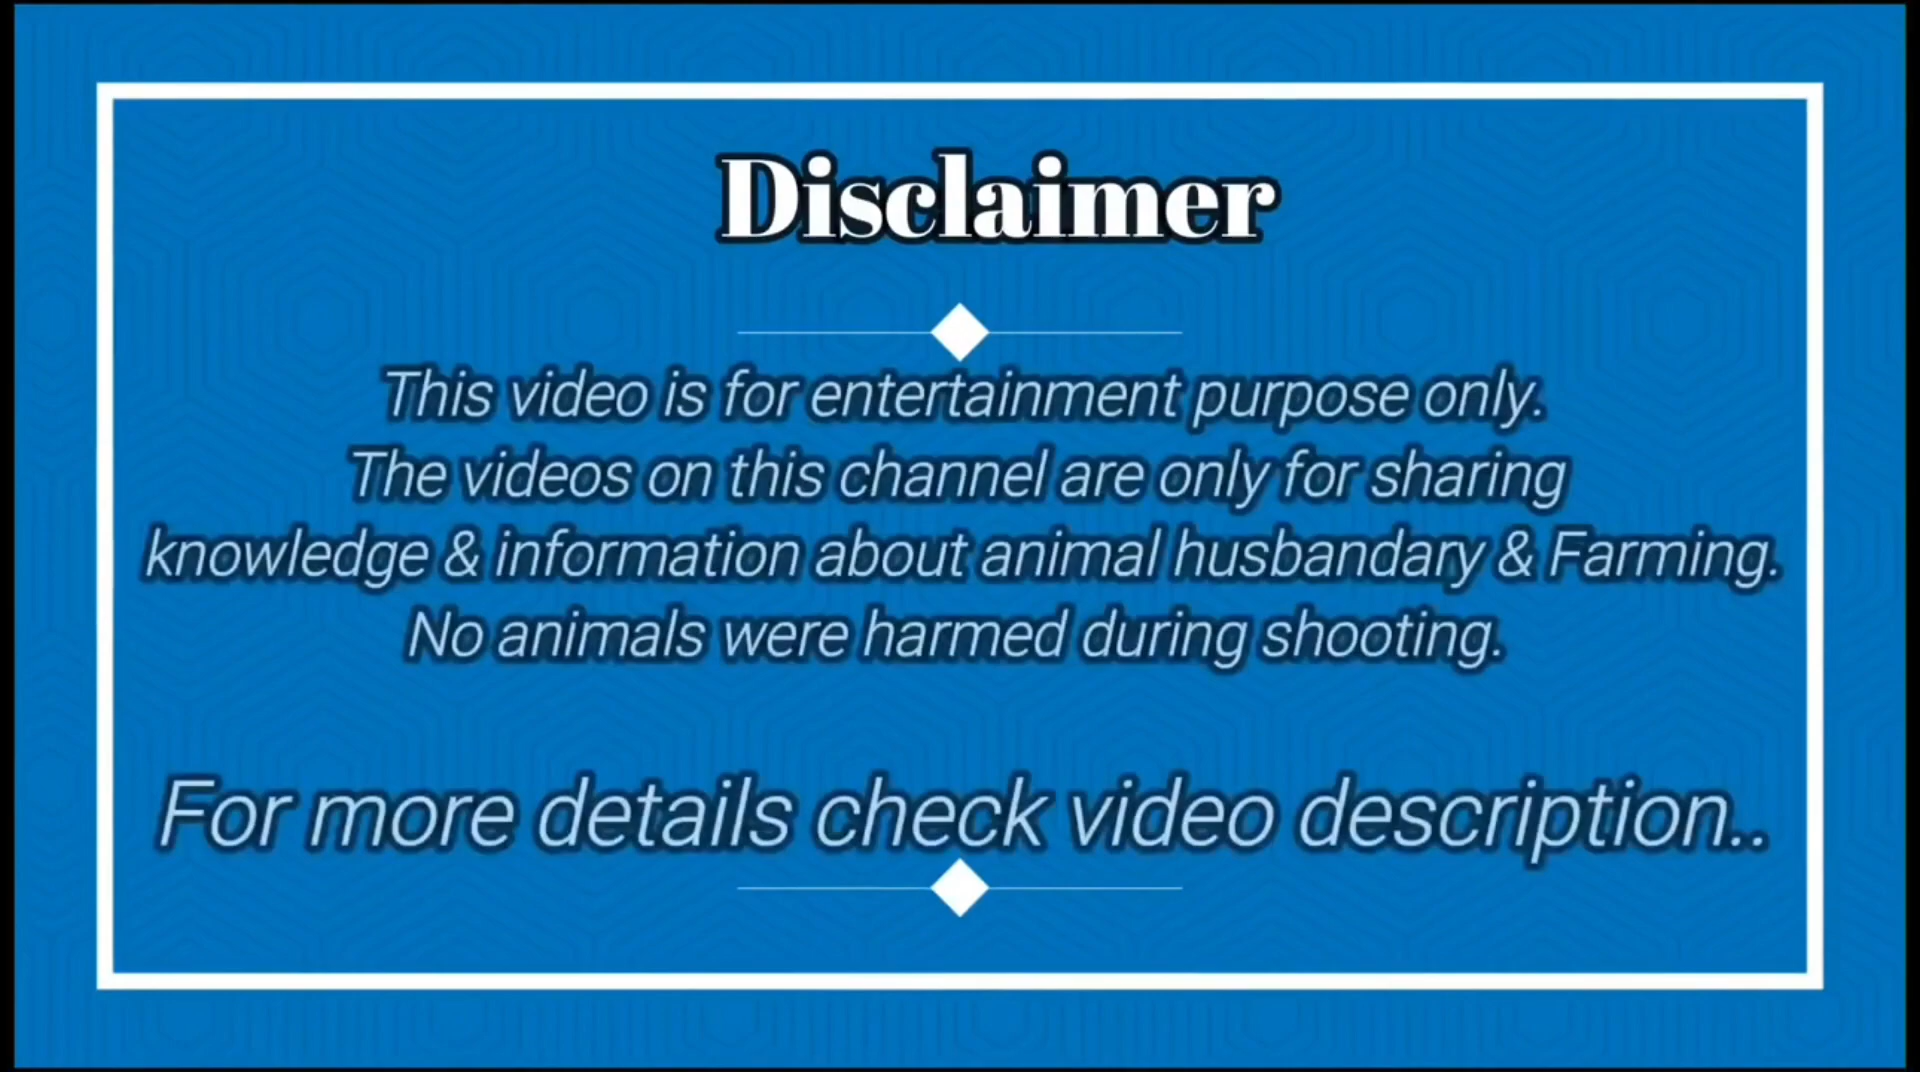 Disclaimer
This video is for entertainment purpose only.
The videos on this channel are only for sharing
knowledge & information about animal husbandary & Farming.
No animals were harmed during shooting.
For more details check video description..